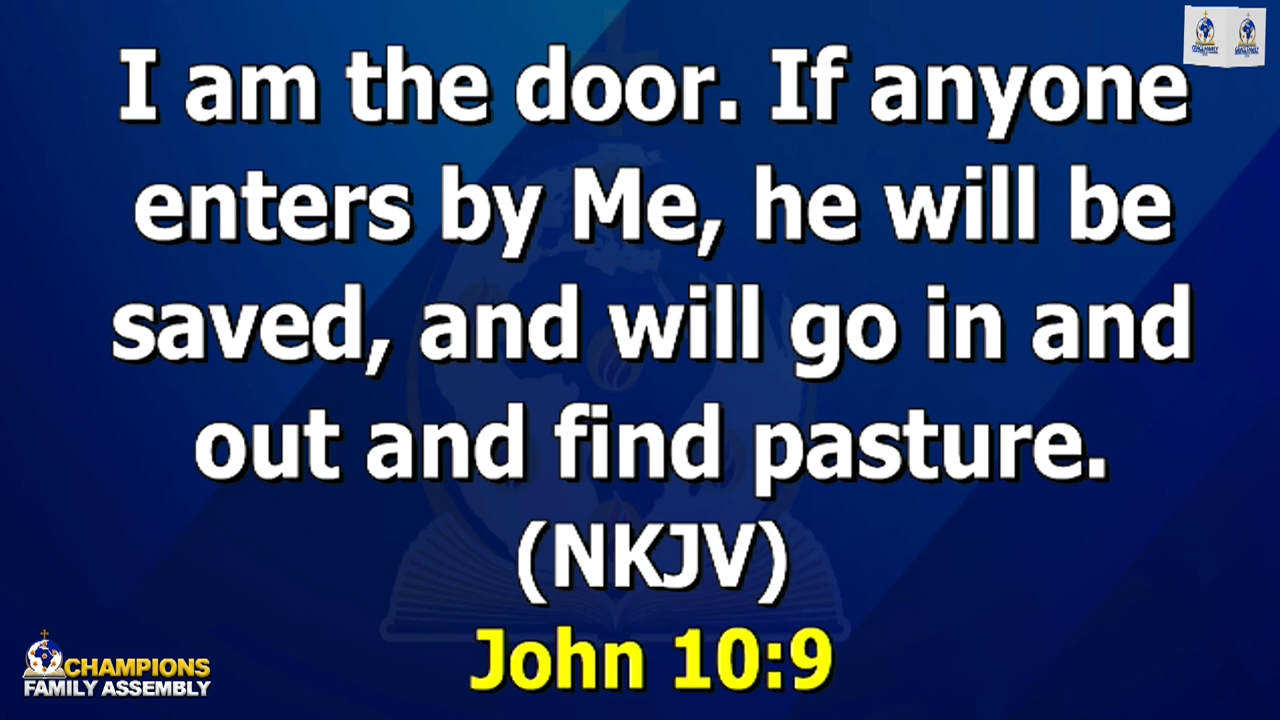 I am the door. If anyone
enters by Me, he will be
saved, and will go in and
out and find pasture.
(NKJV)
John 10:9
CHAMPIONS
FAMILY ASSEMBLY